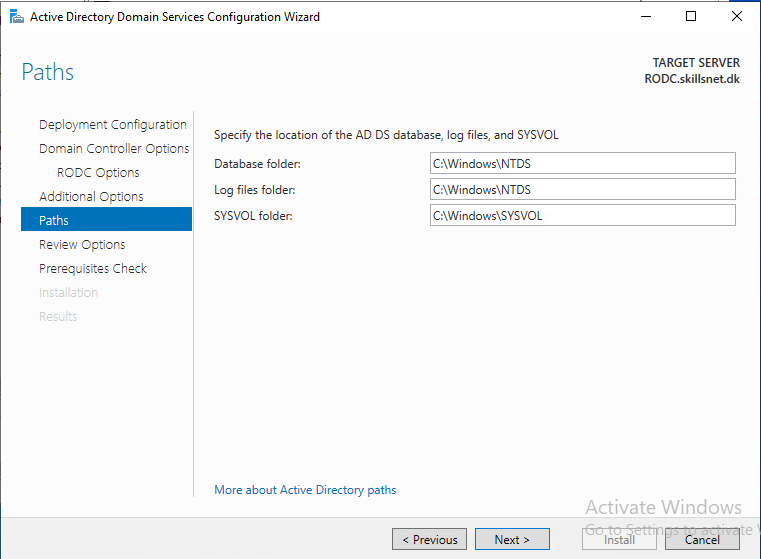 Active Directory Domain Services Configuration Wizard
Paths
TARGET SERVER
RODC.skillsnet.dk
Deployment Configuration
Domain Controller Options
RODC Options
Additional Options
Paths
Review Options
Prerequisites Check
Installation
Results
Specify the location of the AD DS database, log files, and SYSVOL
Database folder: C:\Windows\NTDS
Log files folder: C:\Windows\NTDS
SYSVOL folder: C:\Windows\SYSVOL
More about Active Directory paths
Activate Windows
Go to Settings to activate W
< Previous Next > Install Cancel